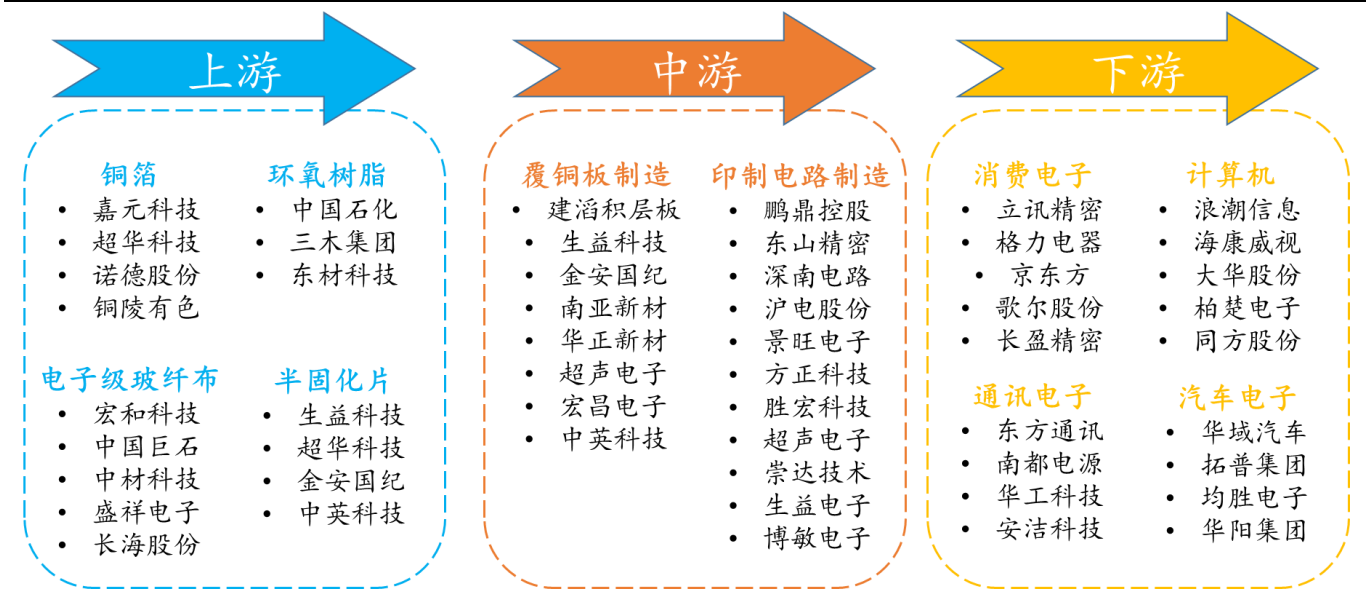 上游
铜箔
• 嘉元科技
• 超华科技
• 诺德股份
• 铜陵有色
环氧树脂
• 中国石化
• 三木集团
• 东材科技
电子级玻纤布
• 宏和科技
• 中国巨石
• 中材科技
• 盛祥电子
• 长海股份
半固化片
• 生益科技
• 超华科技
• 金安国纪
• 中英科技
中游
覆铜板制造
• 建滔积层板
• 生益科技
• 金安国纪
• 南亚新材
• 华正新材
• 超声电子
• 宏昌电子
• 中英科技
印制电路制造
• 鹏鼎控股
• 东山精密
• 深南电路
• 沪电股份
• 景旺电子
• 方正科技
• 胜宏科技
• 超声电子
• 崇达技术
• 生益电子
• 博敏电子
下游
消费电子
• 立讯精密
• 格力电器
• 京东方
• 歌尔股份
• 长盈精密
计算机
• 浪潮信息
• 海康威视
• 大华股份
• 柏楚电子
• 同方股份
通讯电子
• 东方通讯
• 南都电源
• 华工科技
• 安洁科技
汽车电子
• 华域汽车
• 拓普集团
• 均胜电子
• 华阳集团